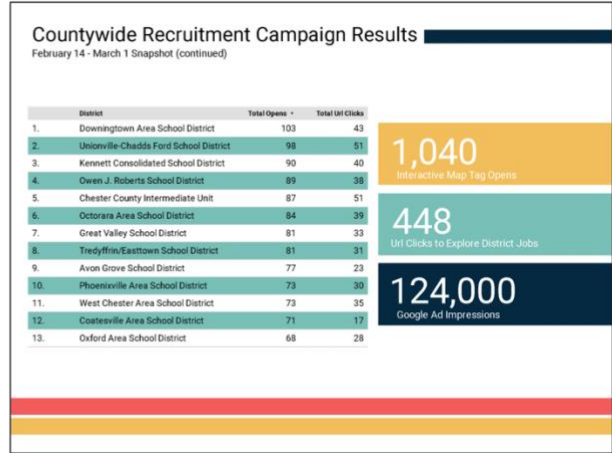 Countywide Recruitment Campaign Results
February 14 - March 1 Snapshot (continued)
District Total Opens Total Url Clicks
1. Downingtown Area School District 103 43
2. Unionville-Chadds Ford School District 98 51
3. Kennett Consolidated School District 90 40
4. Owen J. Roberts School District 89 38
5. Chester County Intermediate Unit 87 51
6. Octorara Area School District 84 39
7. Great Valley School District 81 33
8. Tredyffrin/Easttown School District 81 31
9. Avon Grove School District 77 23
10. Phoenixville Area School District 73 30
11. West Chester Area School District 73 35
12. Coatesville Area School District 71 17
13. Oxford Area School District 68 28
1,040
Interactive Map Tag Opens
448
Url Clicks to Explore District Jobs
124,000
Google Ad Impressions